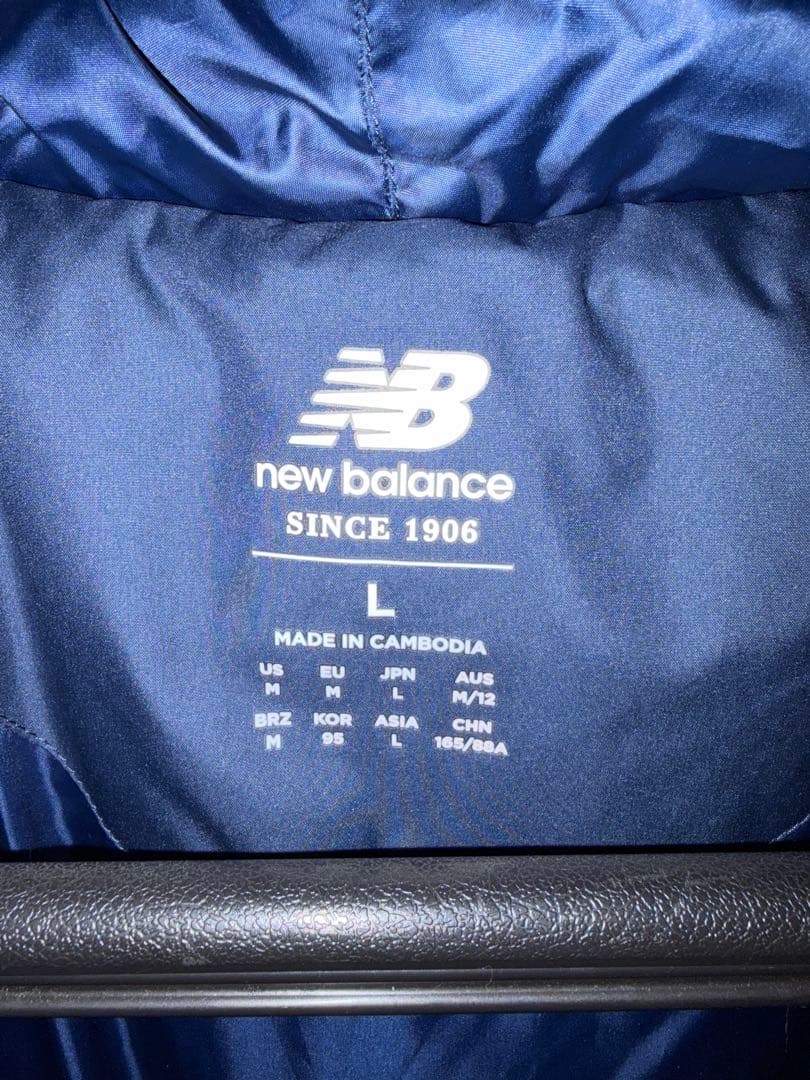 NB
new balance
SINCE 1906
L
MADE IN CAMBODIA
US EU JPN AUS
M M L M/12
BRZ KOR ASIA CHN
M 95 L 165/88A